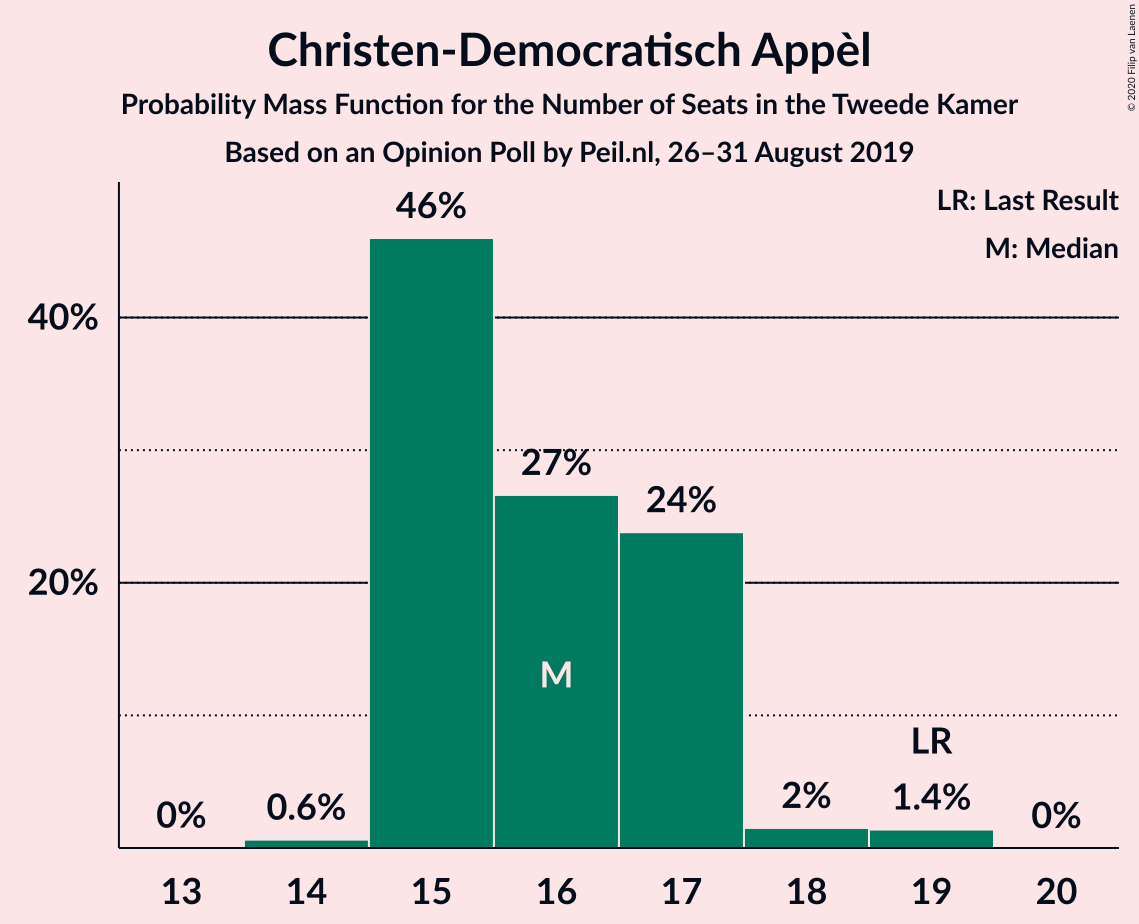 Christen-Democratisch Appèl
Probability Mass Function for the Number of Seats in the Tweede Kamer
Based on an Opinion Poll by Peil.nl, 26–31 August 2019
© 2020 Filip van Laenen
LR: Last Result
M: Median
46%
40%
27%
24%
20%
M
LR
0%
0.6%
2%
1.4%
0%
13
14
15
16
17
18
19
20